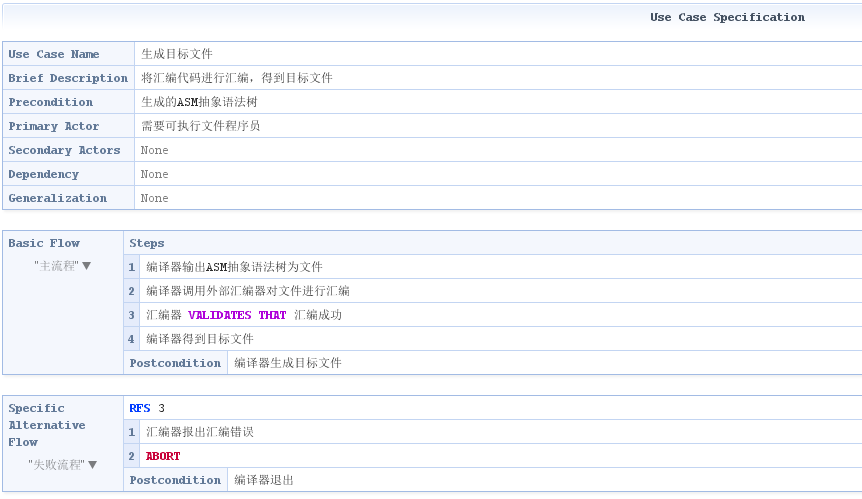 Use Case Specification
Use Case Name 生成目标文件
Brief Description 将汇编代码进行汇编，得到目标文件
Precondition 生成的ASM抽象语法树
Primary Actor 需要可执行文件程序员
Secondary Actors None
Dependency None
Generalization None
Basic Flow Steps
"主流程" ▼
1 编译器输出ASM抽象语法树为文件
2 编译器调用外部汇编器对文件进行汇编
3 汇编器 VALIDATES THAT 汇编成功
4 编译器得到目标文件
Postcondition 编译器生成目标文件
Specific Alternative Flow
"失败流程" ▼
RFS 3
1 汇编器报出汇编错误
2 ABORT
Postcondition 编译器退出